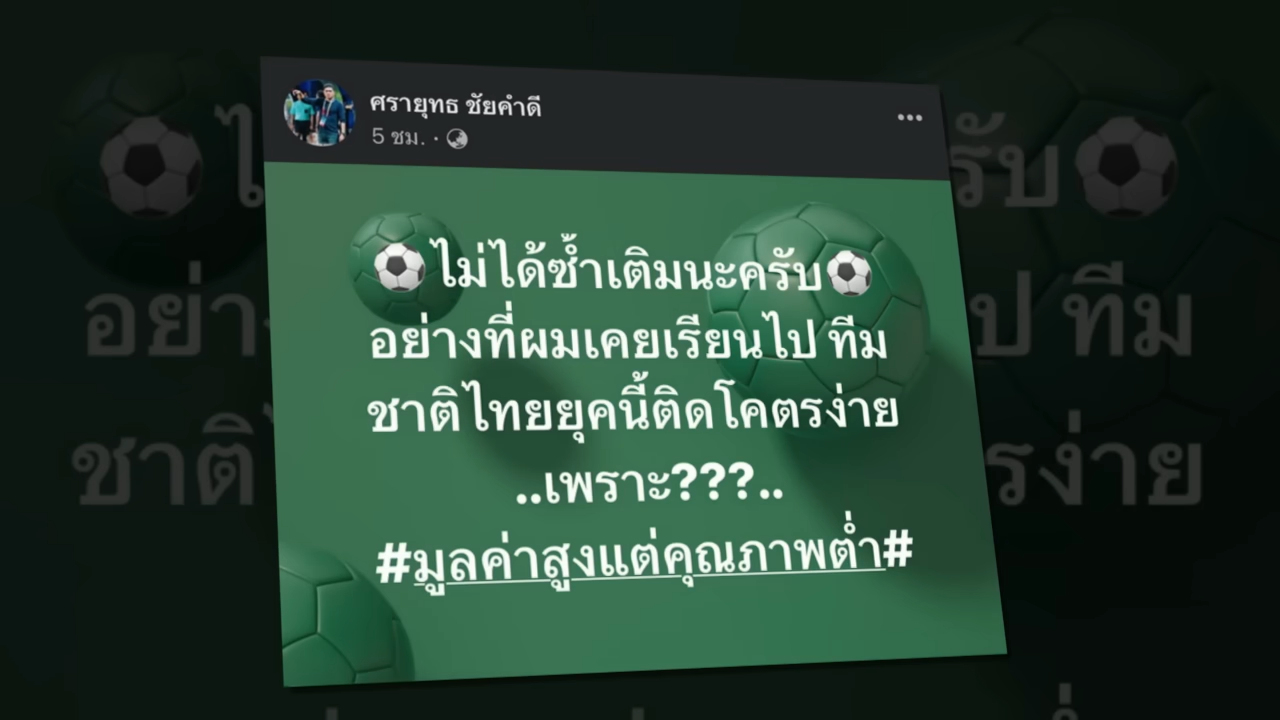 ศรายุทธ ชัยคำดี
5 ชม. ·
⚽ไม่ได้ซ้ำเติมนะครับ⚽
อย่างที่ผมเคยเรียนไป ทีม
ชาติไทยยุคนี้ติดโคตรง่าย
..เพราะ???..
#มูลค่าสูงแต่คุณภาพต่ำ#